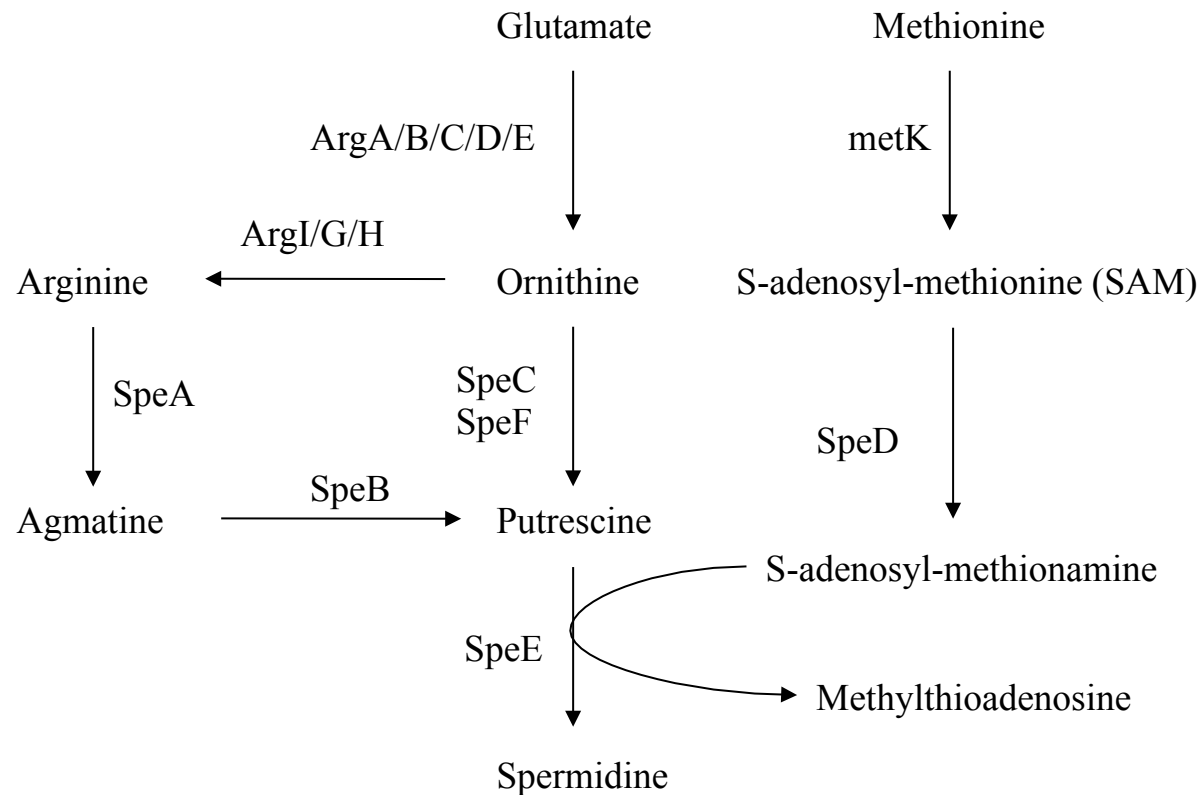 Glutamate
Methionine
ArgA/B/C/D/E
metK
ArgI/G/H
Arginine
Ornithine
S-adenosyl-methionine (SAM)
SpeA
SpeC
SpeF
SpeD
SpeB
Agmatine
Putrescine
S-adenosyl-methionamine
SpeE
Methylthioadenosine
Spermidine